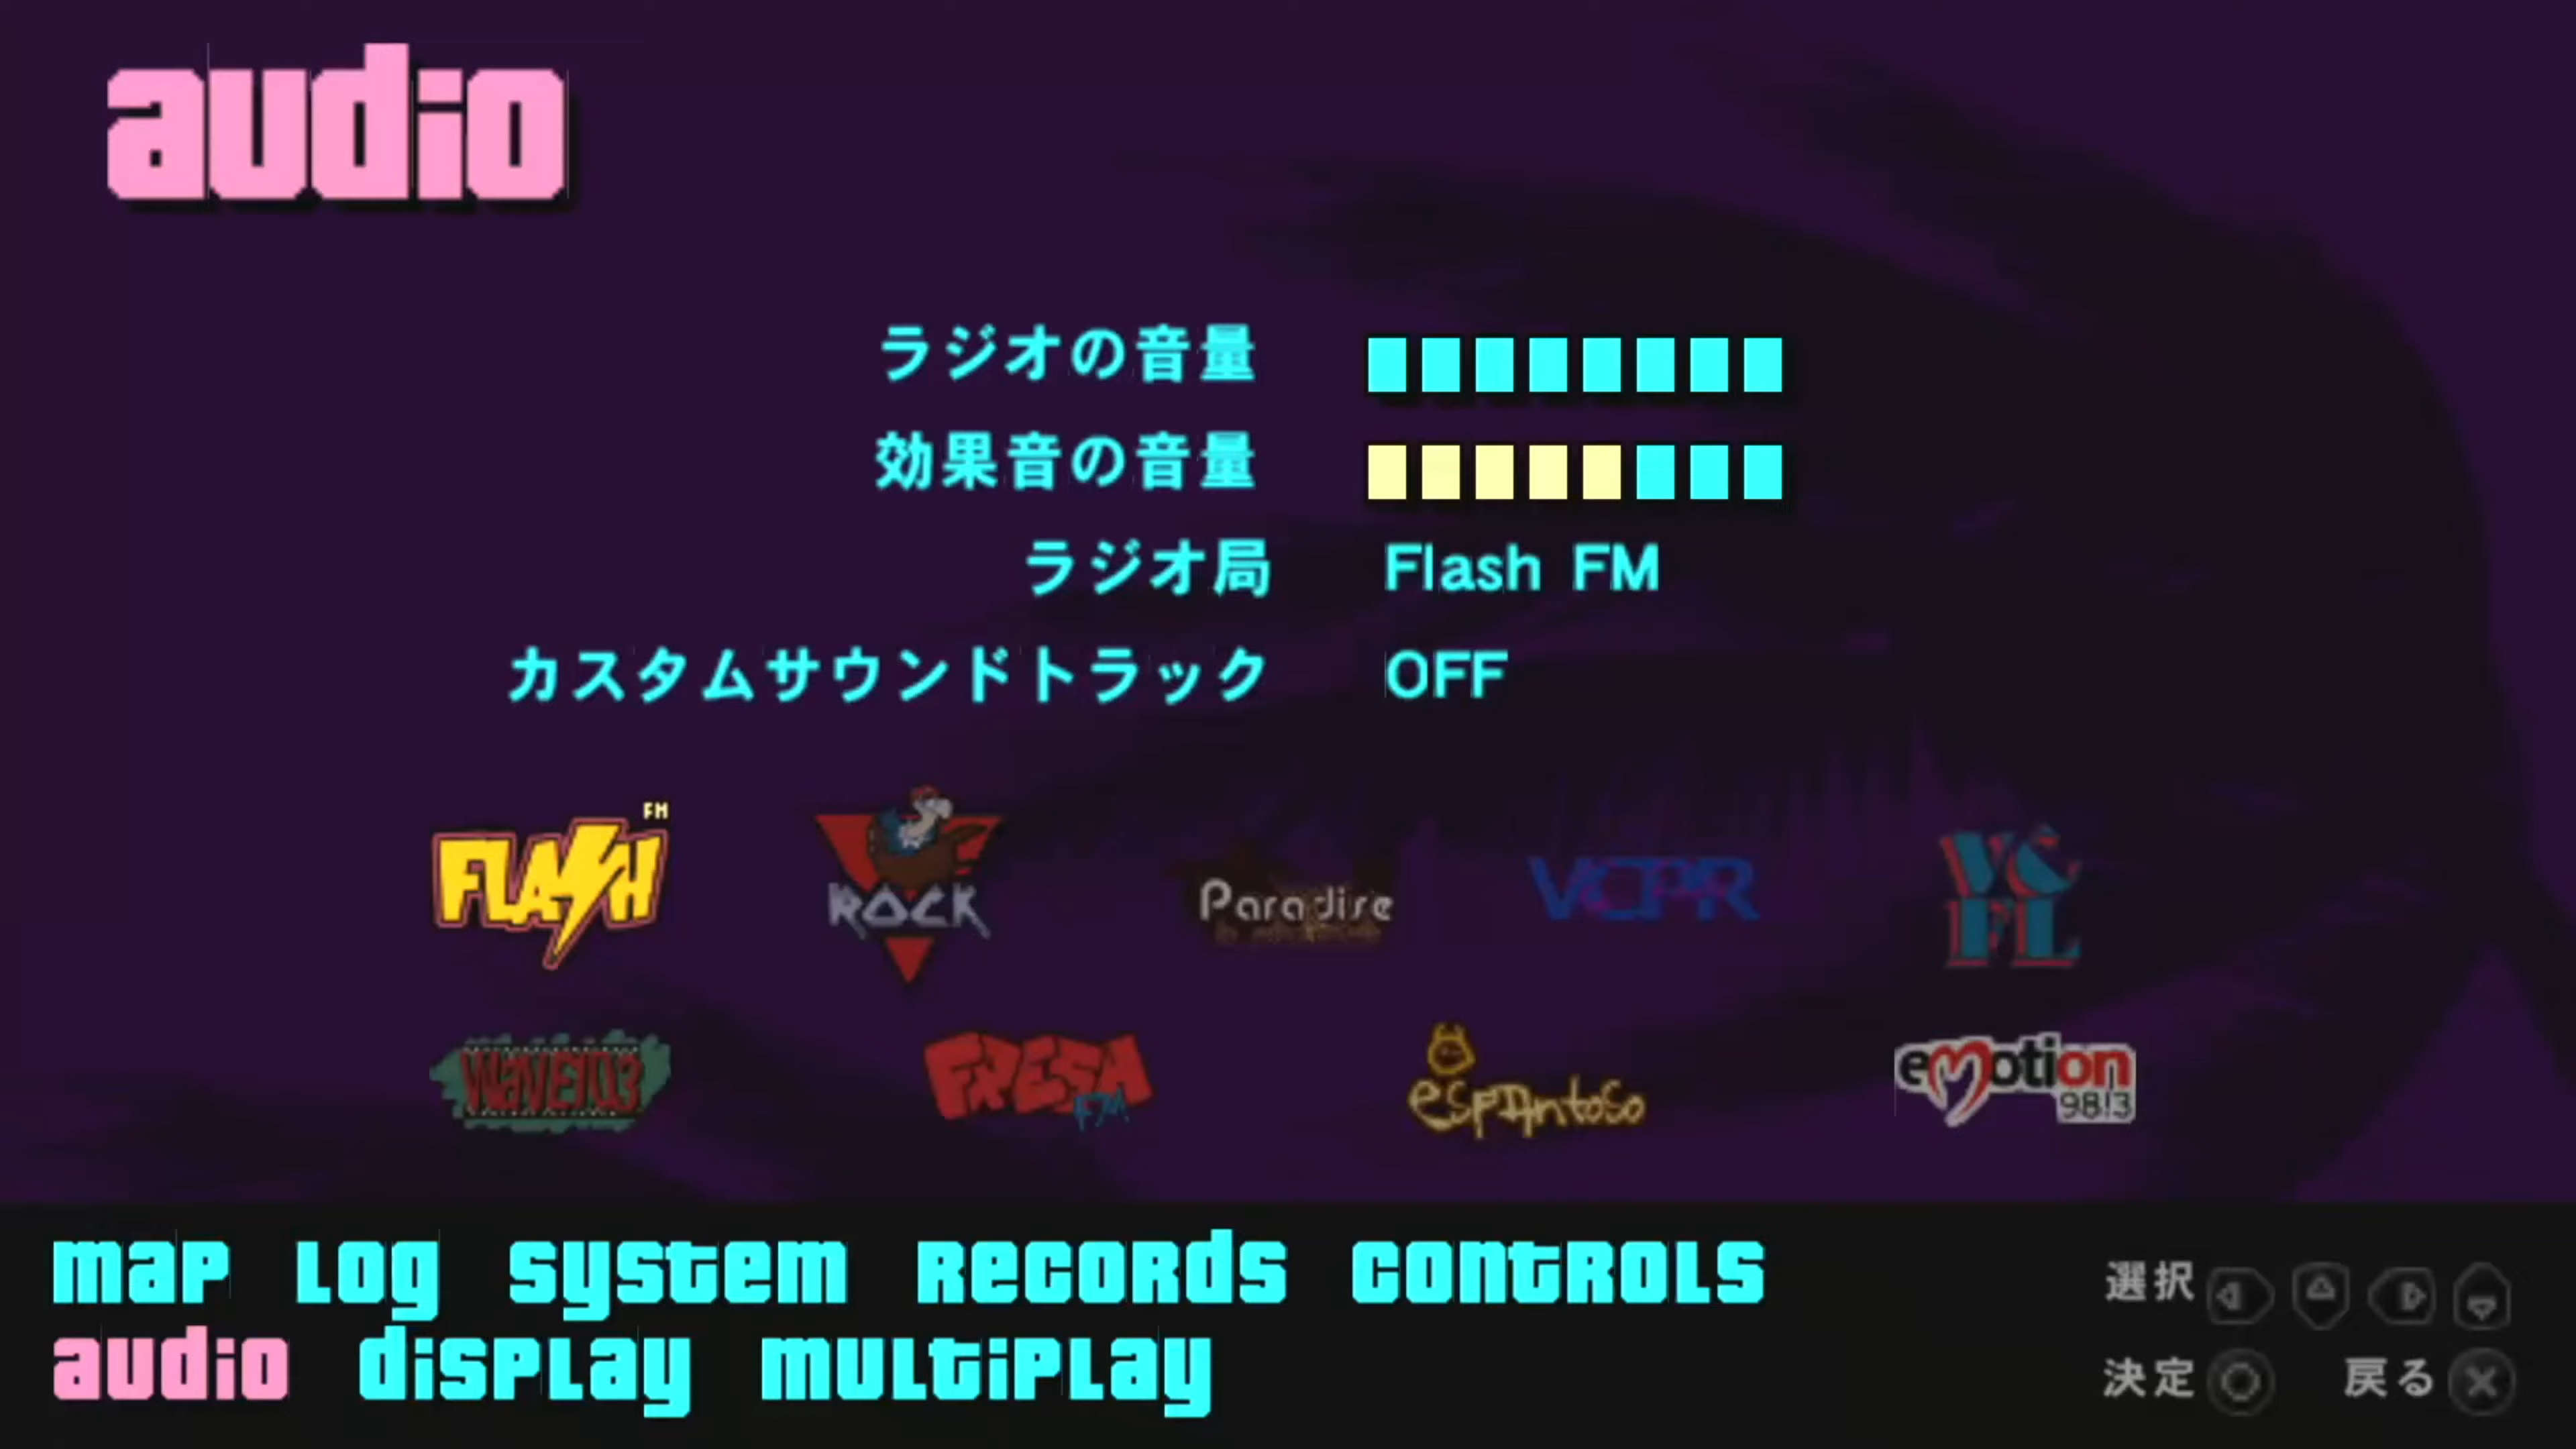 audio
ラジオの音量
効果音の音量
ラジオ局 Flash FM
カスタムサウンドトラック OFF
FLASH FM
ROCK
Paradise
VCPR
VCFL
WAVE 103
FRESH FM
ESPANTOSO
emotion 98.3
map Log system Records controls
audio display multiplay
選択
決定 戻る